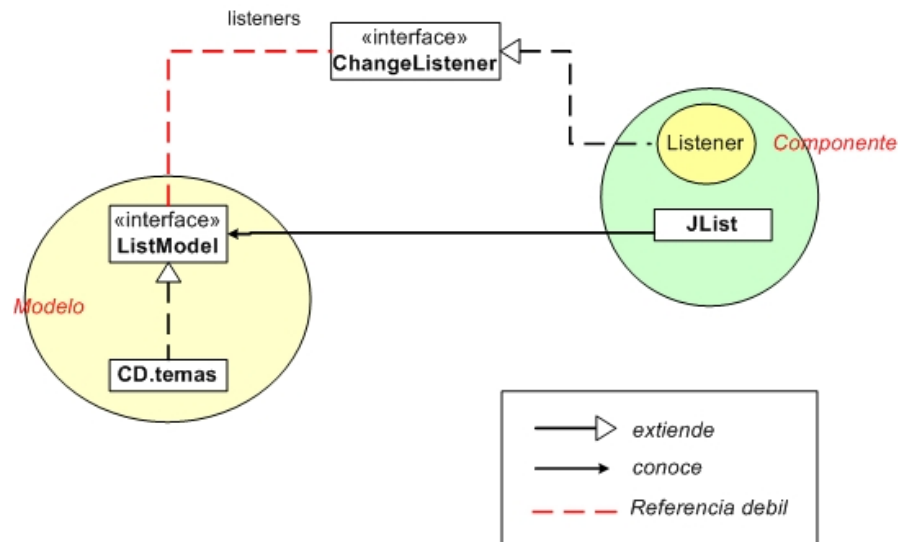 listeners
«interface»
ChangeListener
Listener
Componente
«interface»
ListModel
JList
Modelo
CD.temas
extiende
conoce
Referencia debil